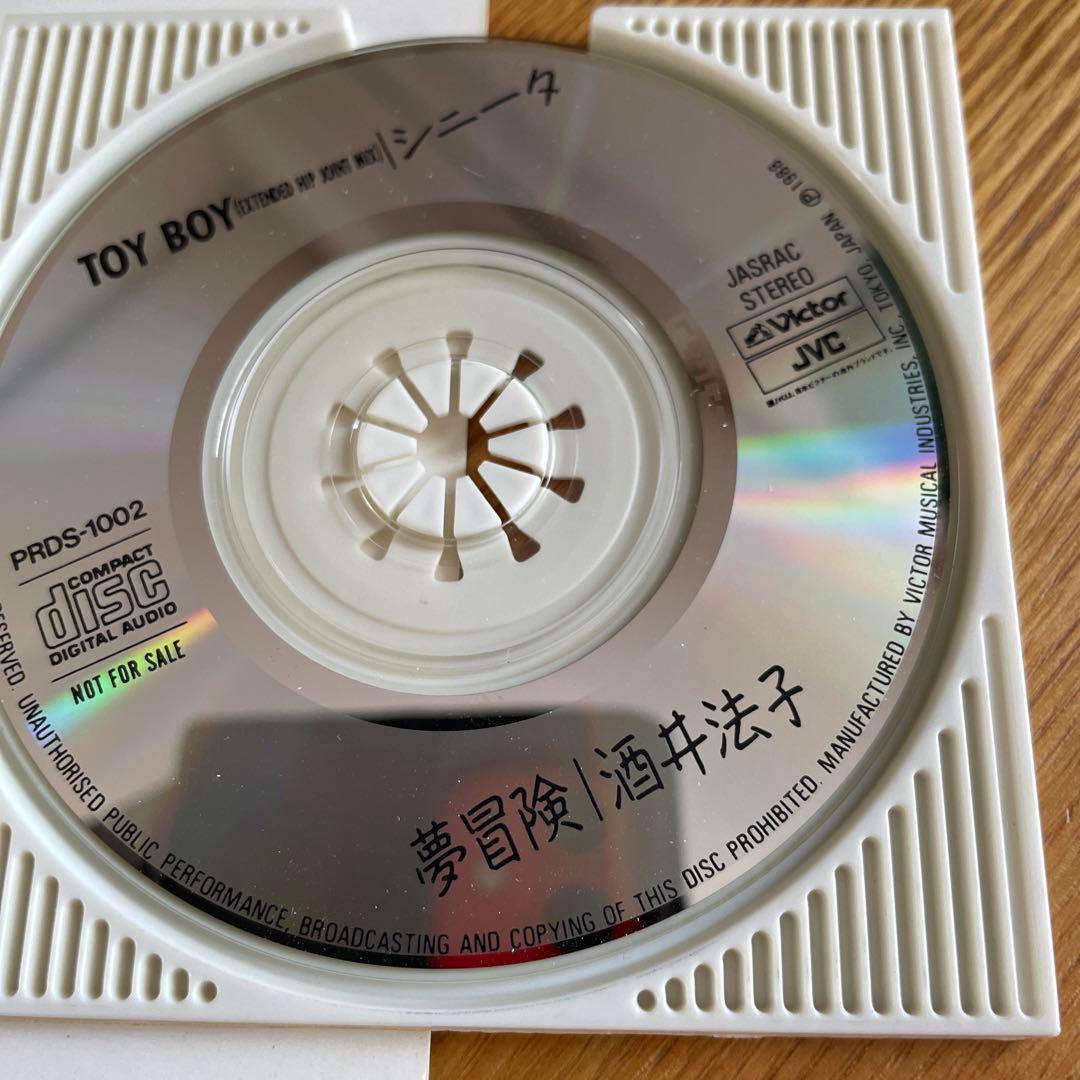 TOY BOY(EXTENDED HIP JOINT MIX)|シニータ
JASRAC
STEREO
Victor
JVC
PRDS-1002
COMPACT
disc
DIGITAL AUDIO
NOT FOR SALE
夢冒険|酒井法子
RESERVED. UNAUTHORISED PUBLIC PERFORMANCE, BROADCASTING AND COPYING OF THIS DISC PROHIBITED. MANUFACTURED BY VICTOR MUSICAL INDUSTRIES, INC., TOKYO, JAPAN Ⓟ1988